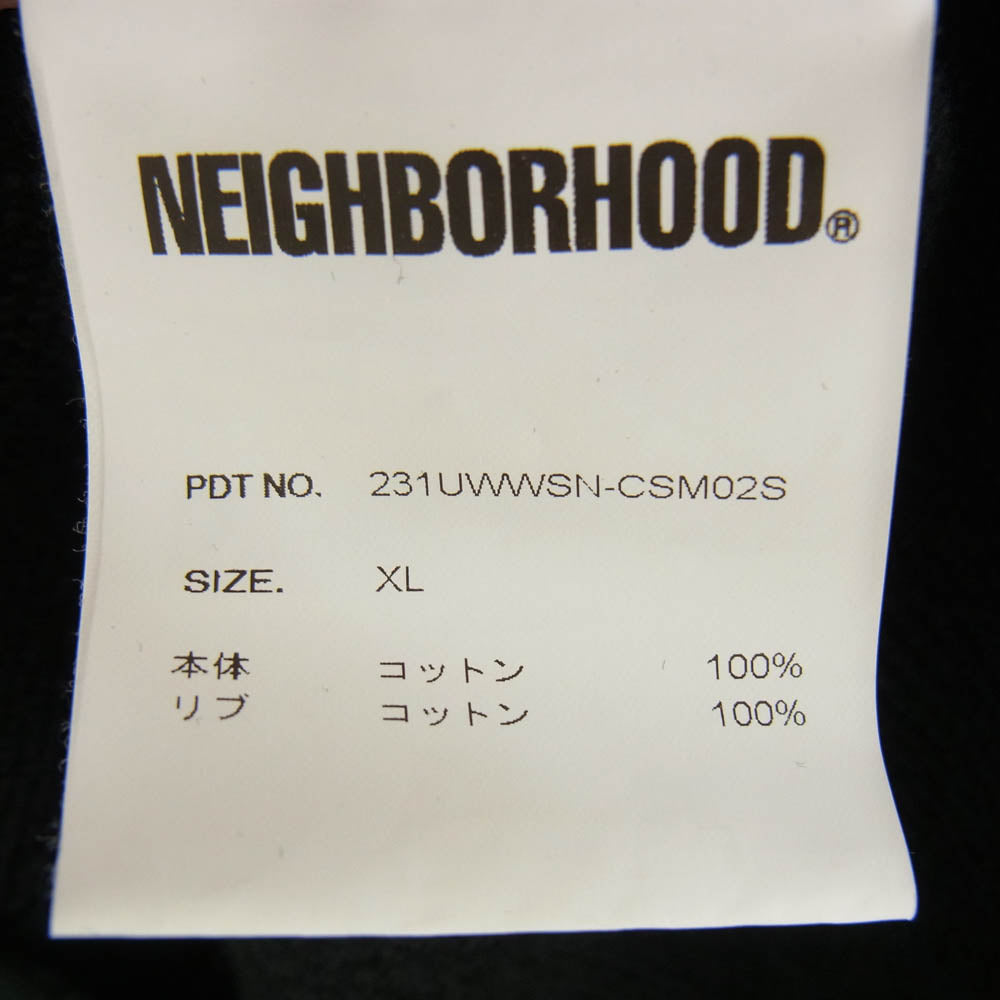 NEIGHBORHOOD®
PDT NO. 231UWWSN-CSM02S
SIZE. XL
本体 コットン 100%
リブ コットン 100%